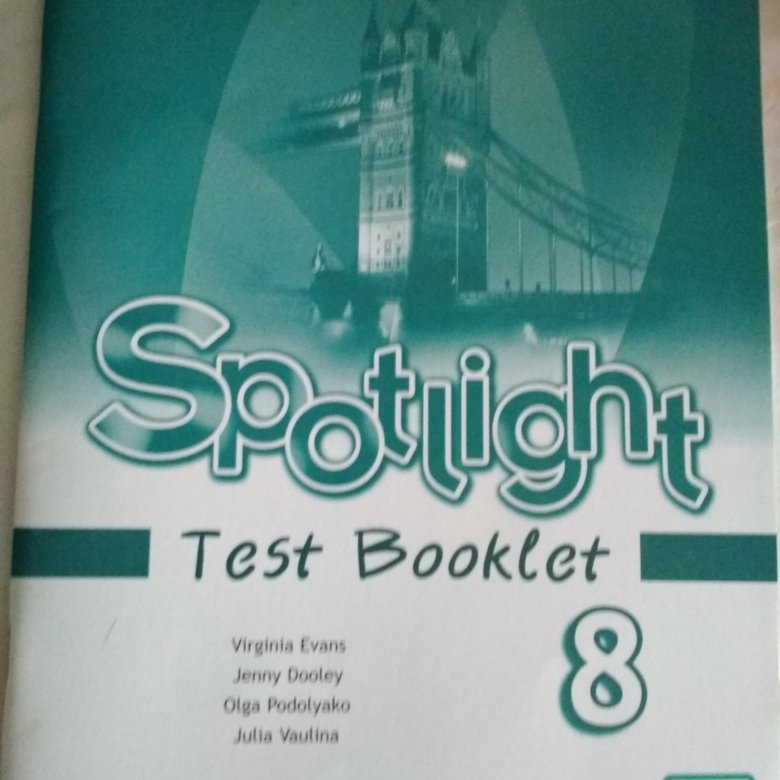 Spotlight
Test Booklet
8
Virginia Evans
Jenny Dooley
Olga Podolyako
Julia Vaulina